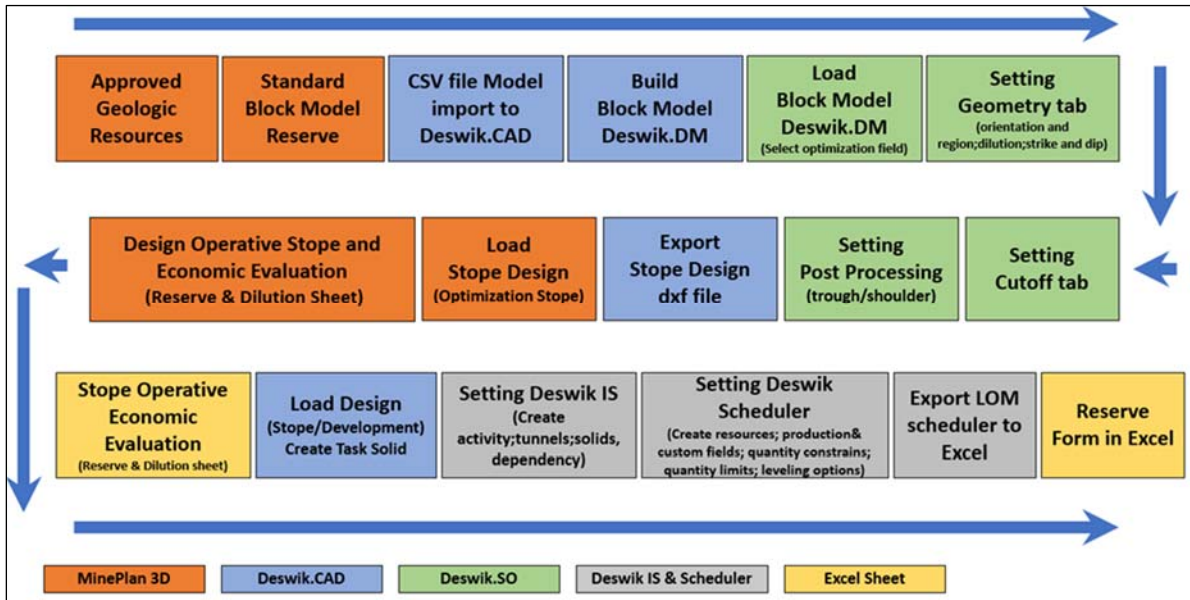 Approved
Geologic
Resources
Standard
Block Model
Reserve
CSV file Model
import to
Deswik.CAD
Build
Block Model
Deswik.DM
Load
Block Model
Deswik.DM
(Select optimization field)
Setting
Geometry tab
(orientation and
region;dilution;strike and dip)
Design Operative Stope and
Economic Evaluation
(Reserve & Dilution Sheet)
Load
Stope Design
(Optimization Stope)
Export
Stope Design
dxf file
Setting
Post Processing
(trough/shoulder)
Setting
Cutoff tab
Stope Operative
Economic
Evaluation
(Reserve & Dilution sheet)
Load Design
(Stope/Development)
Create Task Solid
Setting Deswik IS
(Create
activity;tunnels;solids,
dependency)
Setting Deswik
Scheduler
(Create resources; production&
custom fields; quantity constrains;
quantity limits; leveling options)
Export LOM
scheduler to
Excel
Reserve
Form in Excel
MinePlan 3D
Deswik.CAD
Deswik.SO
Deswik IS & Scheduler
Excel Sheet